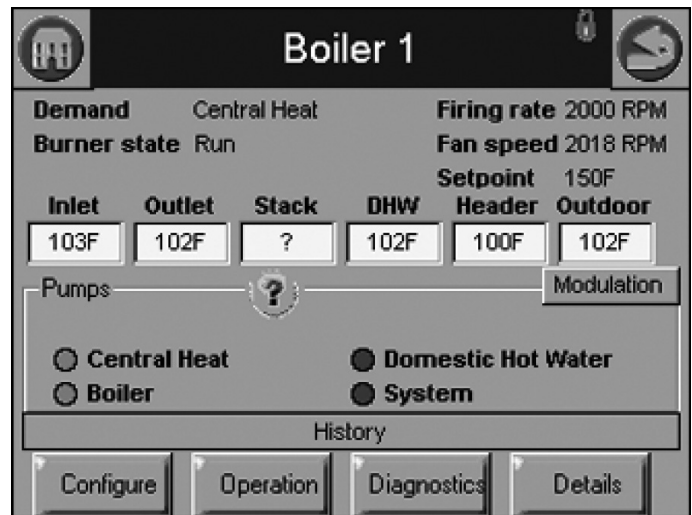 Boiler 1
Demand Central Heat Firing rate 2000 RPM
Burner state Run Fan speed 2018 RPM
Setpoint 150F
Inlet Outlet Stack DHW Header Outdoor
103F 102F ? 102F 100F 102F
Pumps ? Modulation
Central Heat Domestic Hot Water
Boiler System
History
Configure Operation Diagnostics Details